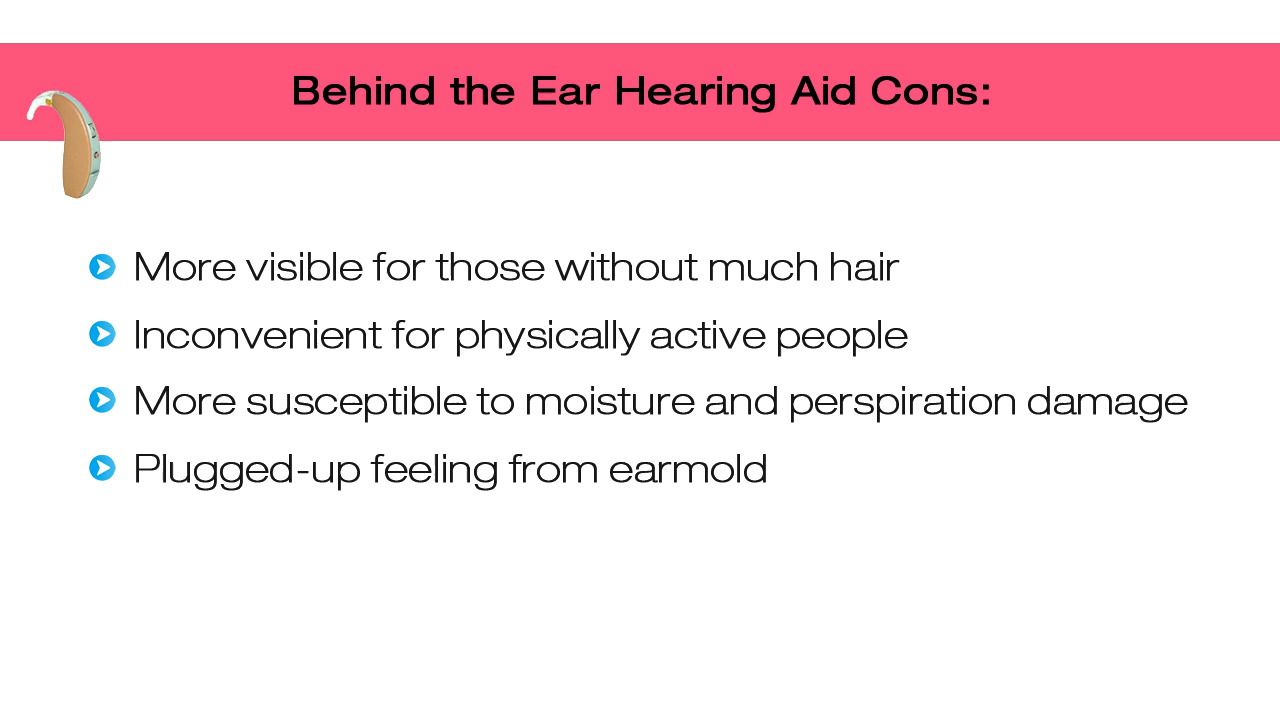 Behind the Ear Hearing Aid Cons:
More visible for those without much hair
Inconvenient for physically active people
More susceptible to moisture and perspiration damage
Plugged-up feeling from earmold